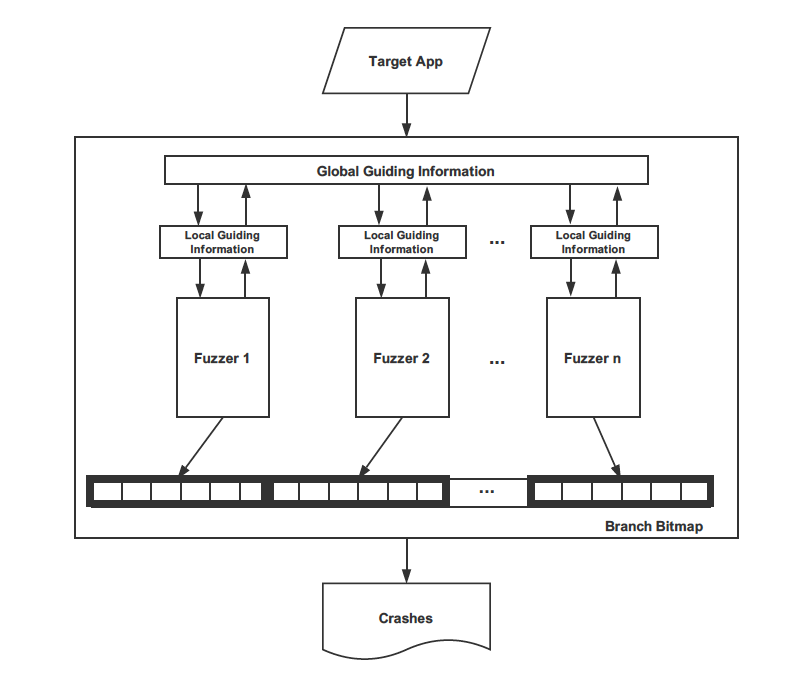 Target App
Global Guiding Information
Local Guiding
Information
Local Guiding
Information
...
Local Guiding
Information
Fuzzer 1
Fuzzer 2
...
Fuzzer n
...
Branch Bitmap
Crashes